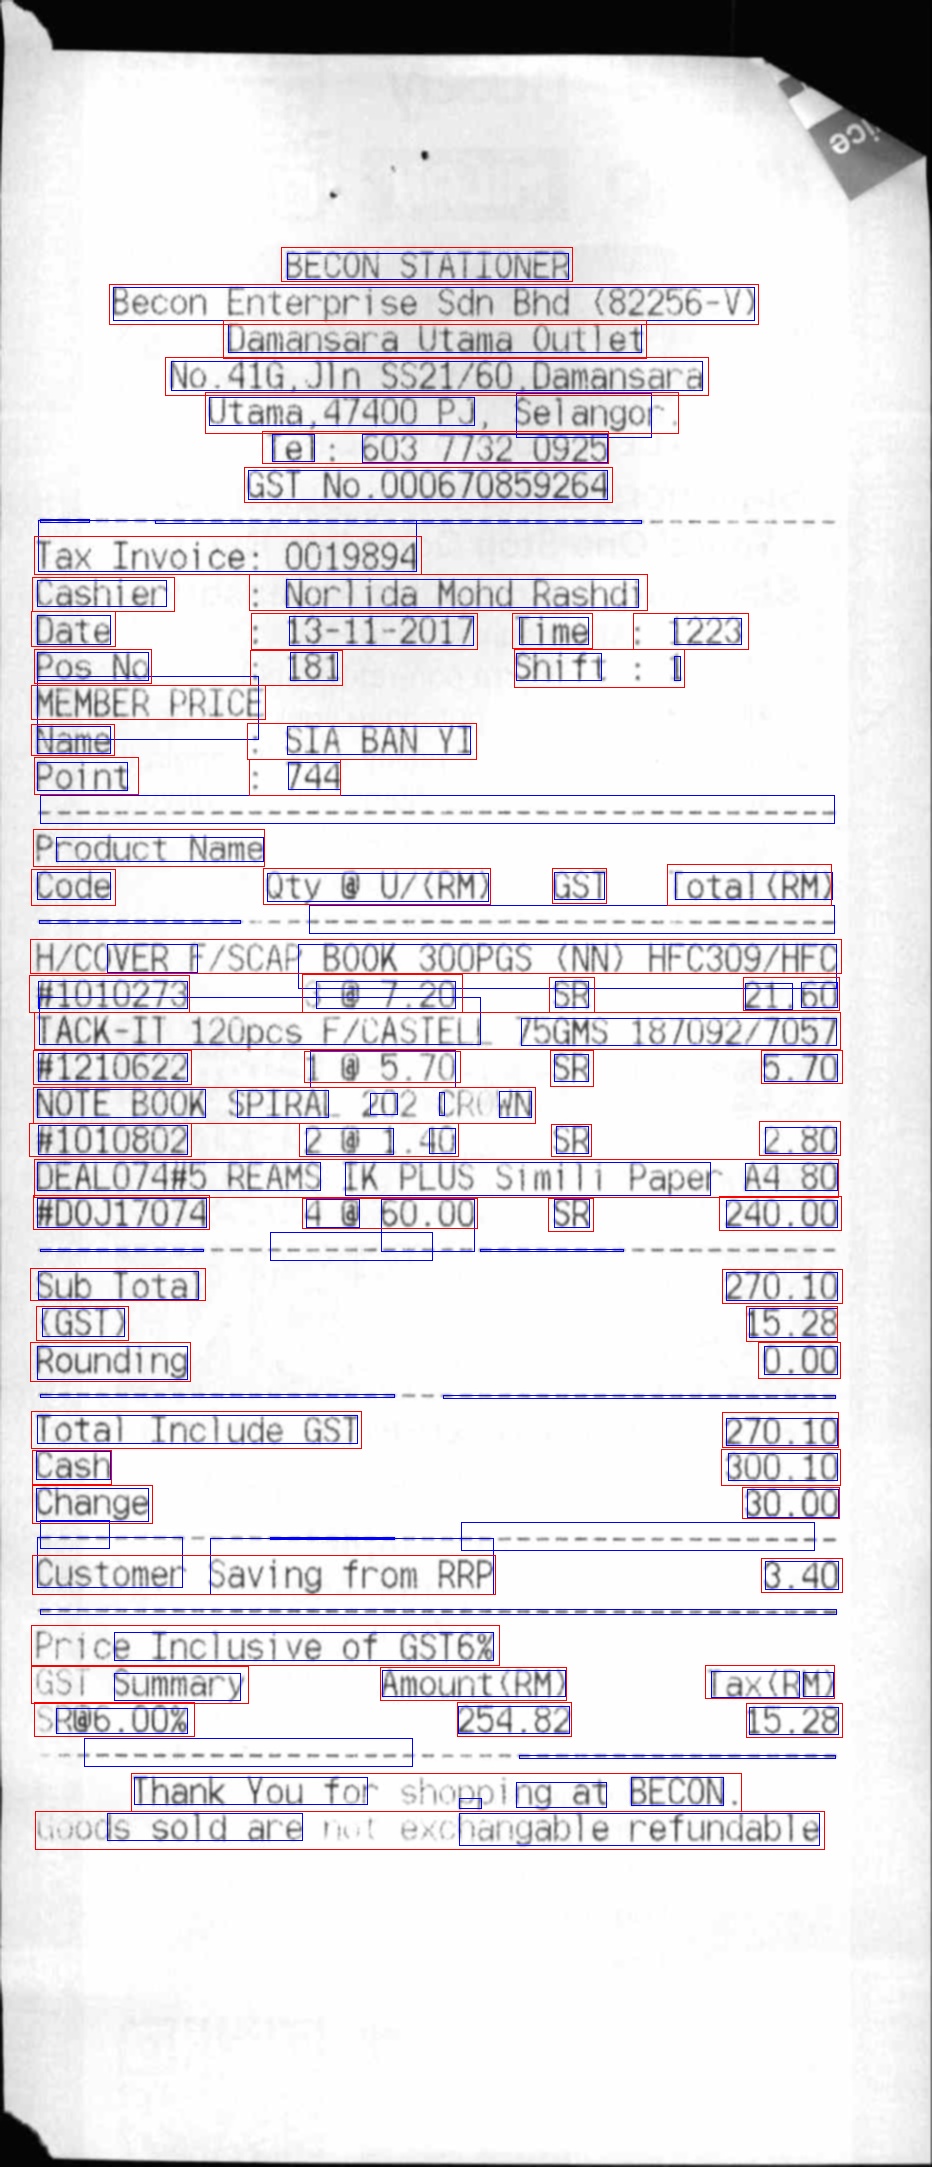 ice
BECON STATIONER
Becon Enterprise Sdn Bhd (82256-V)
Damansara Utama Outlet
No.41G,Jln SS21/60,Damansara
Utama,47400 PJ, Selangor.
Tel: 603 7732 0925
GST No.000670859264
Tax Invoice: 0019894
Cashier : Norlida Mohd Rashdi
Date : 13-11-2017 Time : 1223
Pos No : 181 Shift : 1
MEMBER PRICE
Name : SIA BAN YI
Point : 744
Product Name
Code Qty @ U/(RM) GST Total(RM)
H/COVER F/SCAP BOOK 300PGS (NN) HFC309/HFC
#1010273 3 @ 7.20 SR 21.60
TACK-IT 120pcs F/CASTELL 75GMS 187092/7057
#1210622 1 @ 5.70 SR 5.70
NOTE BOOK SPIRAL 202 CROWN
#1010802 2 @ 1.40 SR 2.80
DEAL074#5 REAMS IK PLUS Simili Paper A4 80
#DOJ17074 4 @ 60.00 SR 240.00
Sub Total 270.10
(GST) 15.28
Rounding 0.00
Total Include GST 270.10
Cash 300.10
Change 30.00
Customer Saving from RRP 3.40
Price Inclusive of GST6%
GST Summary Amount(RM) Tax(RM)
SR@6.00% 254.82 15.28
Thank You for shopping at BECON.
Goods sold are not exchangable refundable